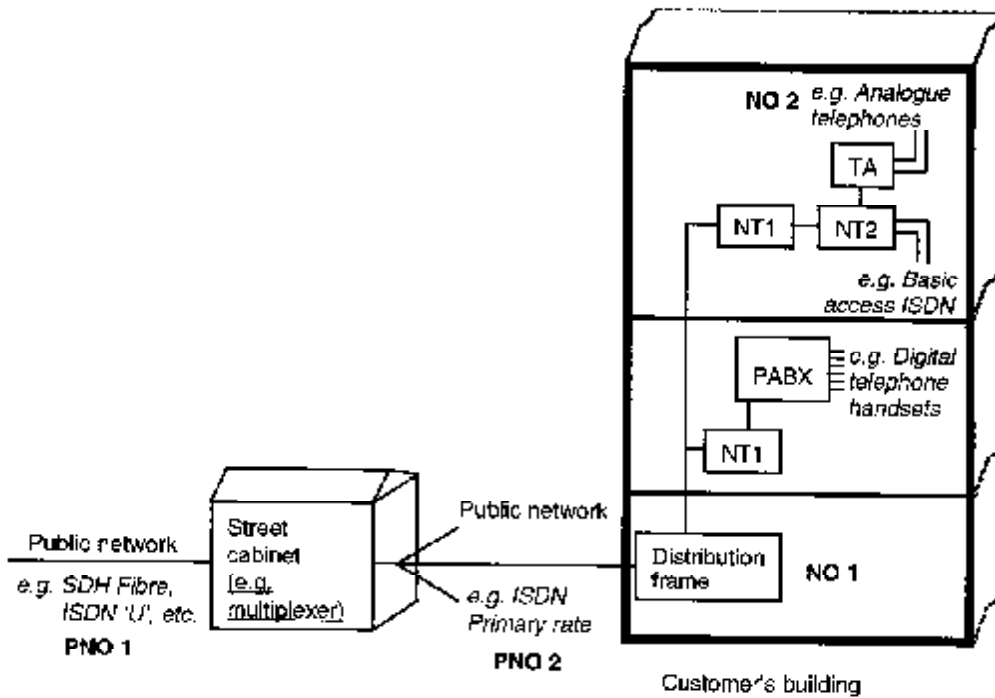 NO 2
e.g. Analogue
telephones
TA
NT1
NT2
e.g. Basic
access ISDN
PABX
e.g. Digital
telephone
handsets
NT1
Public network
Street
cabinet
(e.g.
multiplexer)
Public network
e.g. SDH Fibre,
ISDN 'U', etc.
PNO 1
e.g. ISDN
Primary rate
PNO 2
Distribution
frame
NO 1
Customer's building